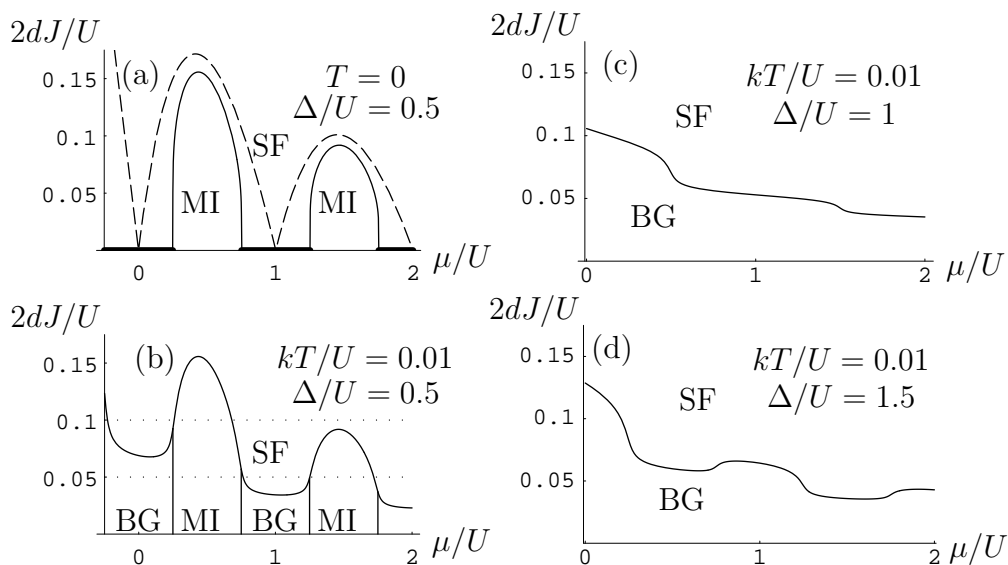 2dJ/U
(a)
T = 0
Δ/U = 0.5
0.15
0.1
0.05
SF
MI
MI
0
1
2
μ/U
2dJ/U
(b)
kT/U = 0.01
Δ/U = 0.5
0.15
0.1
0.05
SF
BG
MI
BG
MI
0
1
2
μ/U
2dJ/U
(c)
kT/U = 0.01
Δ/U = 1
0.15
0.1
0.05
SF
BG
0
1
2
μ/U
2dJ/U
(d)
kT/U = 0.01
Δ/U = 1.5
0.15
0.1
0.05
SF
BG
0
1
2
μ/U